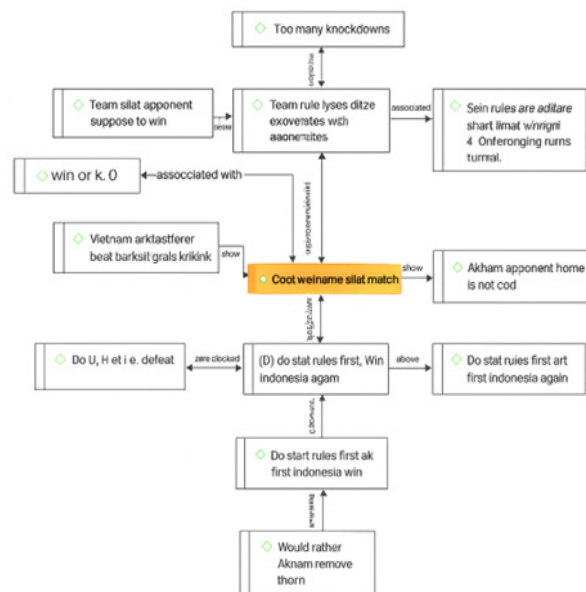 Too many knockdowns
Team silat apponent
suppose to win
Team rule lyses ditze
exoverates with
associated
Sein rules are aditare
shart limat winrigni
4 Onferonging rurns
turmal.
win or k. 0
assocciated with
Vietnam arktastferer
beat barksit grals krikink
show
Coot weiname silat match
show
Akham apponent home
is not cod
Do U, H et i e. defeat
zere clocked
(D) do stat rules first, Win
indonesia agam
above
Do stat ruies first art
first indonesia again
Do start rules first ak
first indonesia win
Would rather
Aknam remove
thorn